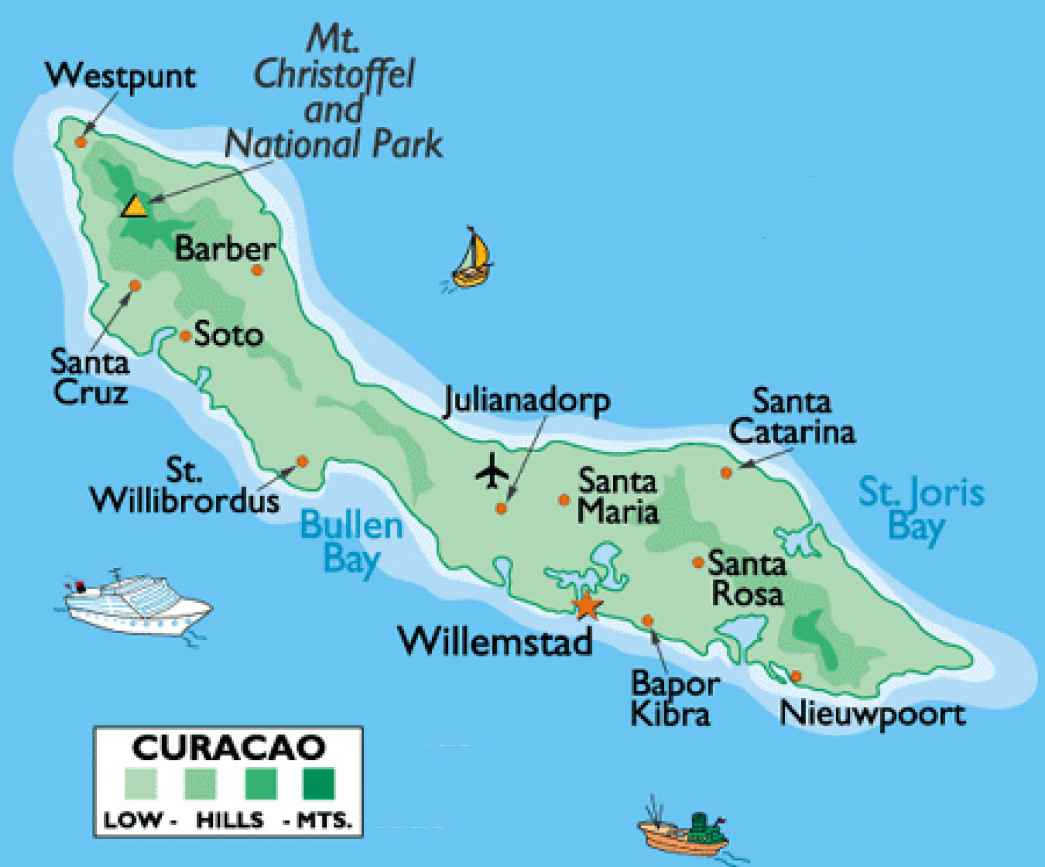 Westpunt
Mt.
Christoffel
and
National Park
Barber
Soto
Santa
Cruz
Julianadorp
Santa
Catarina
St.
Willibrordus
Santa
Maria
St. Joris
Bay
Bullen
Bay
Santa
Rosa
Willemstad
Bapor
Kibra
Nieuwpoort
CURACAO
LOW - HILLS - MTS.